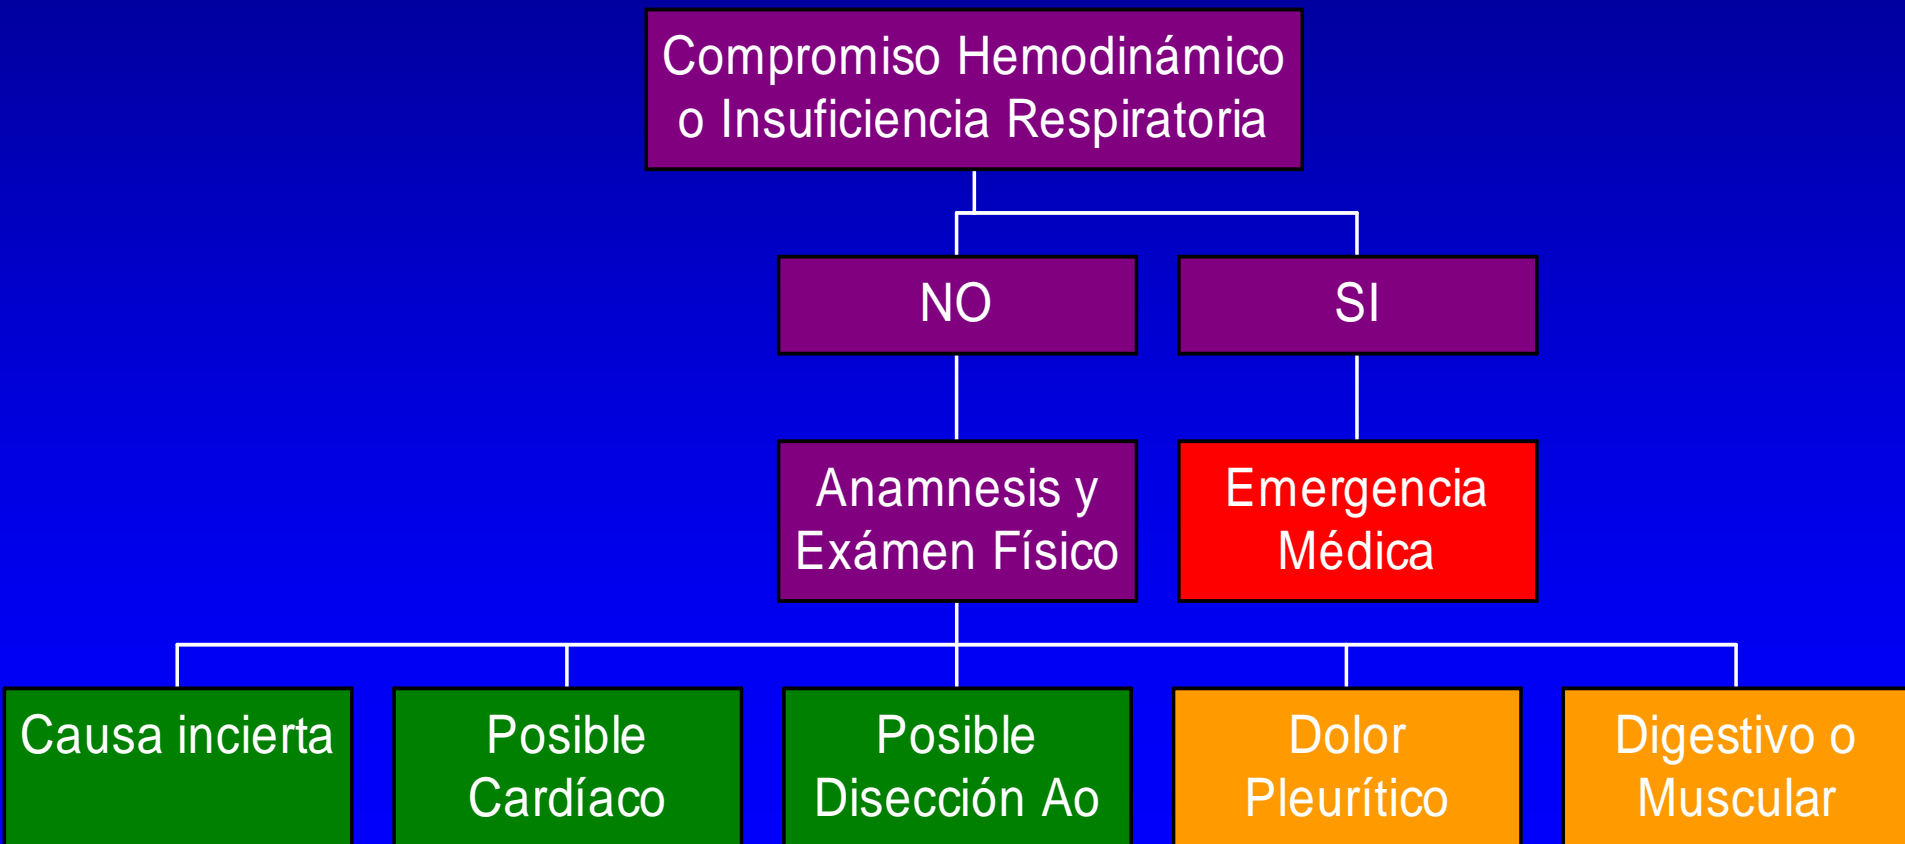 Compromiso Hemodinámico
o Insuficiencia Respiratoria
NO
SI
Anamnesis y
Exámen Físico
Emergencia
Médica
Causa incierta
Posible
Cardíaco
Posible
Disección Ao
Dolor
Pleurítico
Digestivo o
Muscular